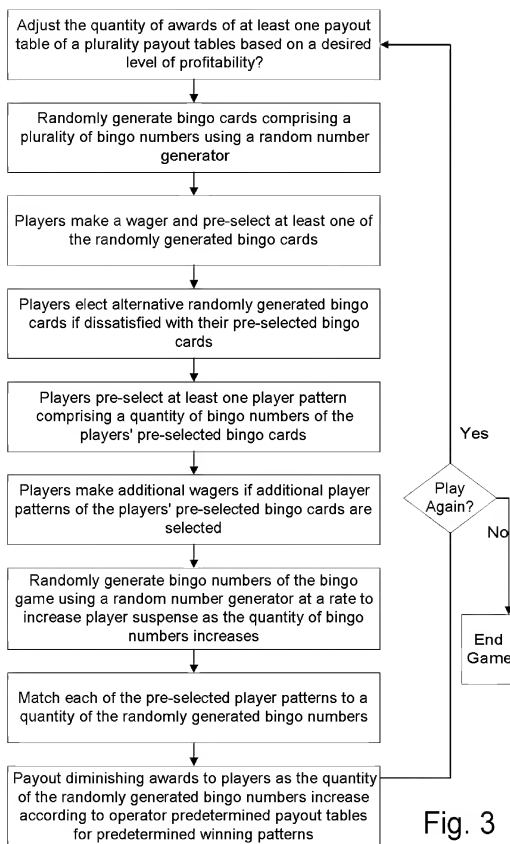 Adjust the quantity of awards of at least one payout
table of a plurality payout tables based on a desired
level of profitability?
Randomly generate bingo cards comprising a
plurality of bingo numbers using a random number
generator
Players make a wager and pre-select at least one of
the randomly generated bingo cards
Players elect alternative randomly generated bingo
cards if dissatisfied with their pre-selected bingo
cards
Players pre-select at least one player pattern
comprising a quantity of bingo numbers of the
players' pre-selected bingo cards
Players make additional wagers if additional player
patterns of the players' pre-selected bingo cards are
selected
Randomly generate bingo numbers of the bingo
game using a random number generator at a rate to
increase player suspense as the quantity of bingo
numbers increases
Match each of the pre-selected player patterns to a
quantity of the randomly generated bingo numbers
Payout diminishing awards to players as the quantity
of the randomly generated bingo numbers increase
according to operator predetermined payout tables
for predetermined winning patterns
Yes
Play
Again?
No
End
Game
Fig. 3